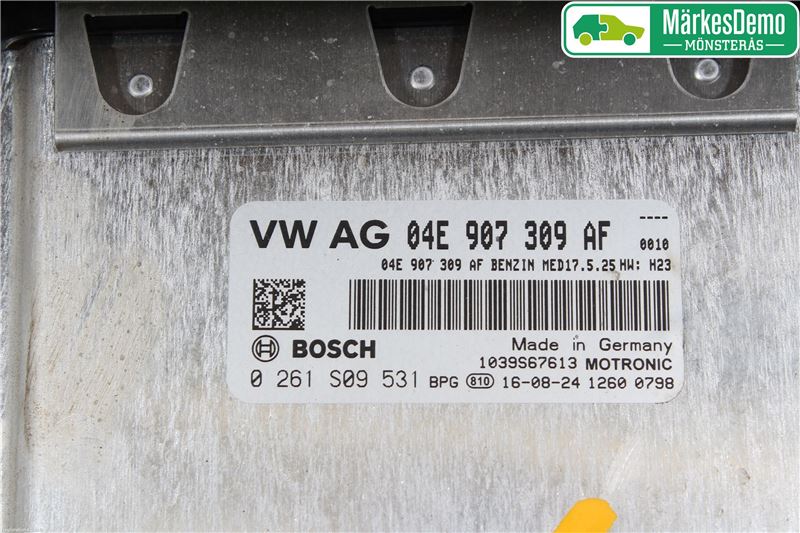 MärkesDemo
MÖNSTERÅS
----
VW AG 04E 907 309 AF 0010
04E 907 309 AF BENZIN MED17.5.25 HW: H23
BOSCH
Made in Germany
1039S67613 MOTRONIC
0 261 S09 531 BPG 810 16-08-24 1260 0798